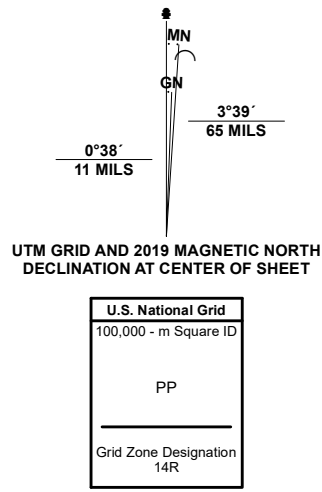 MN
GN
3°39´
65 MILS
0°38´
11 MILS
UTM GRID AND 2019 MAGNETIC NORTH
DECLINATION AT CENTER OF SHEET
U.S. National Grid
100,000 - m Square ID
PP
Grid Zone Designation
14R